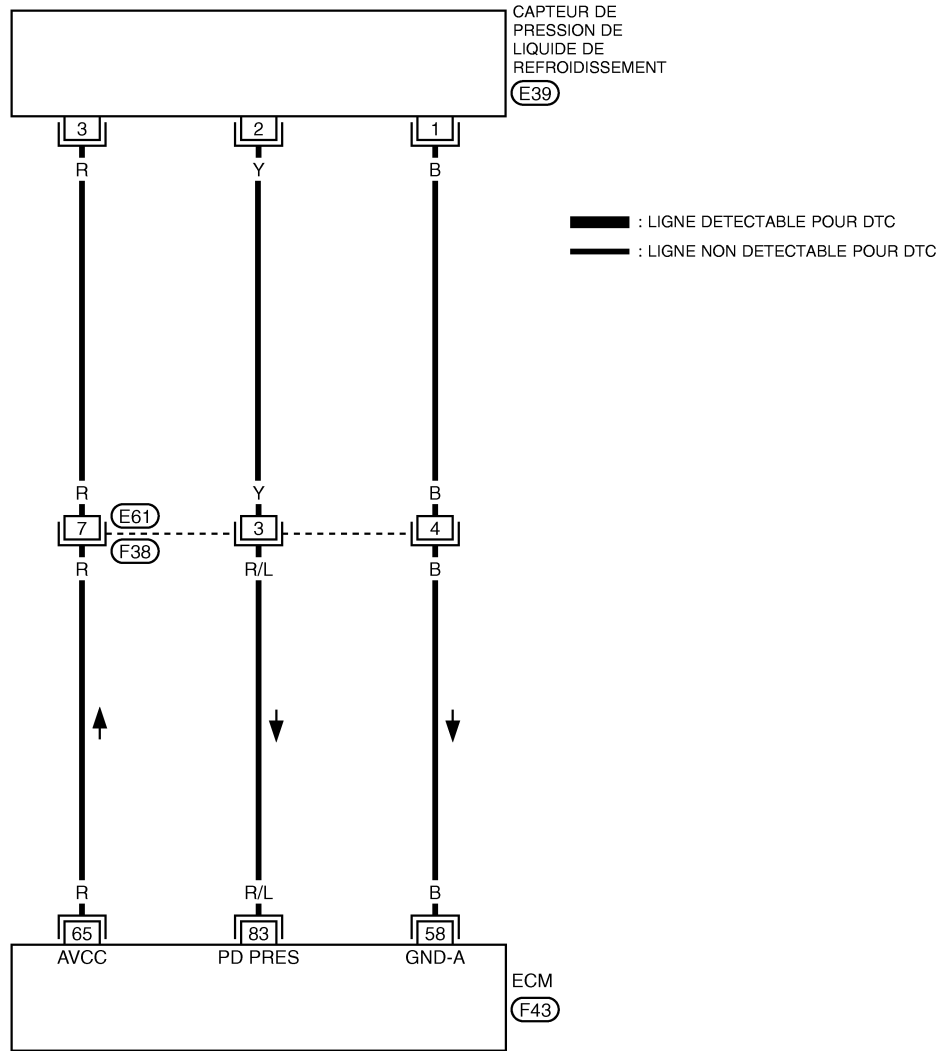 CAPTEUR DE
PRESSION DE
LIQUIDE DE
REFROIDISSEMENT
E39
3 2 1
R Y B
: LIGNE DETECTABLE POUR DTC
: LIGNE NON DETECTABLE POUR DTC
R Y B
7 E61 3 4
F38
R R/L B
R R/L B
65 83 58
AVCC PD PRES GND-A
ECM
F43